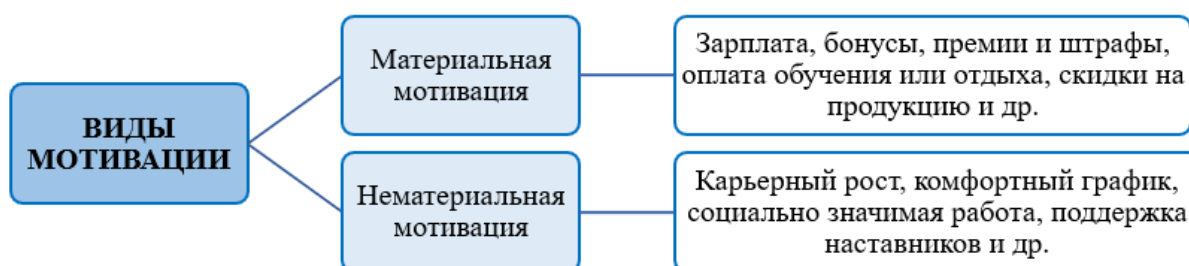 ВИДЫ
МОТИВАЦИИ
Материальная
мотивация
Зарплата, бонусы, премии и штрафы,
оплата обучения или отдыха, скидки на
продукцию и др.
Нематериальная
мотивация
Карьерный рост, комфортный график,
социально значимая работа, поддержка
наставников и др.